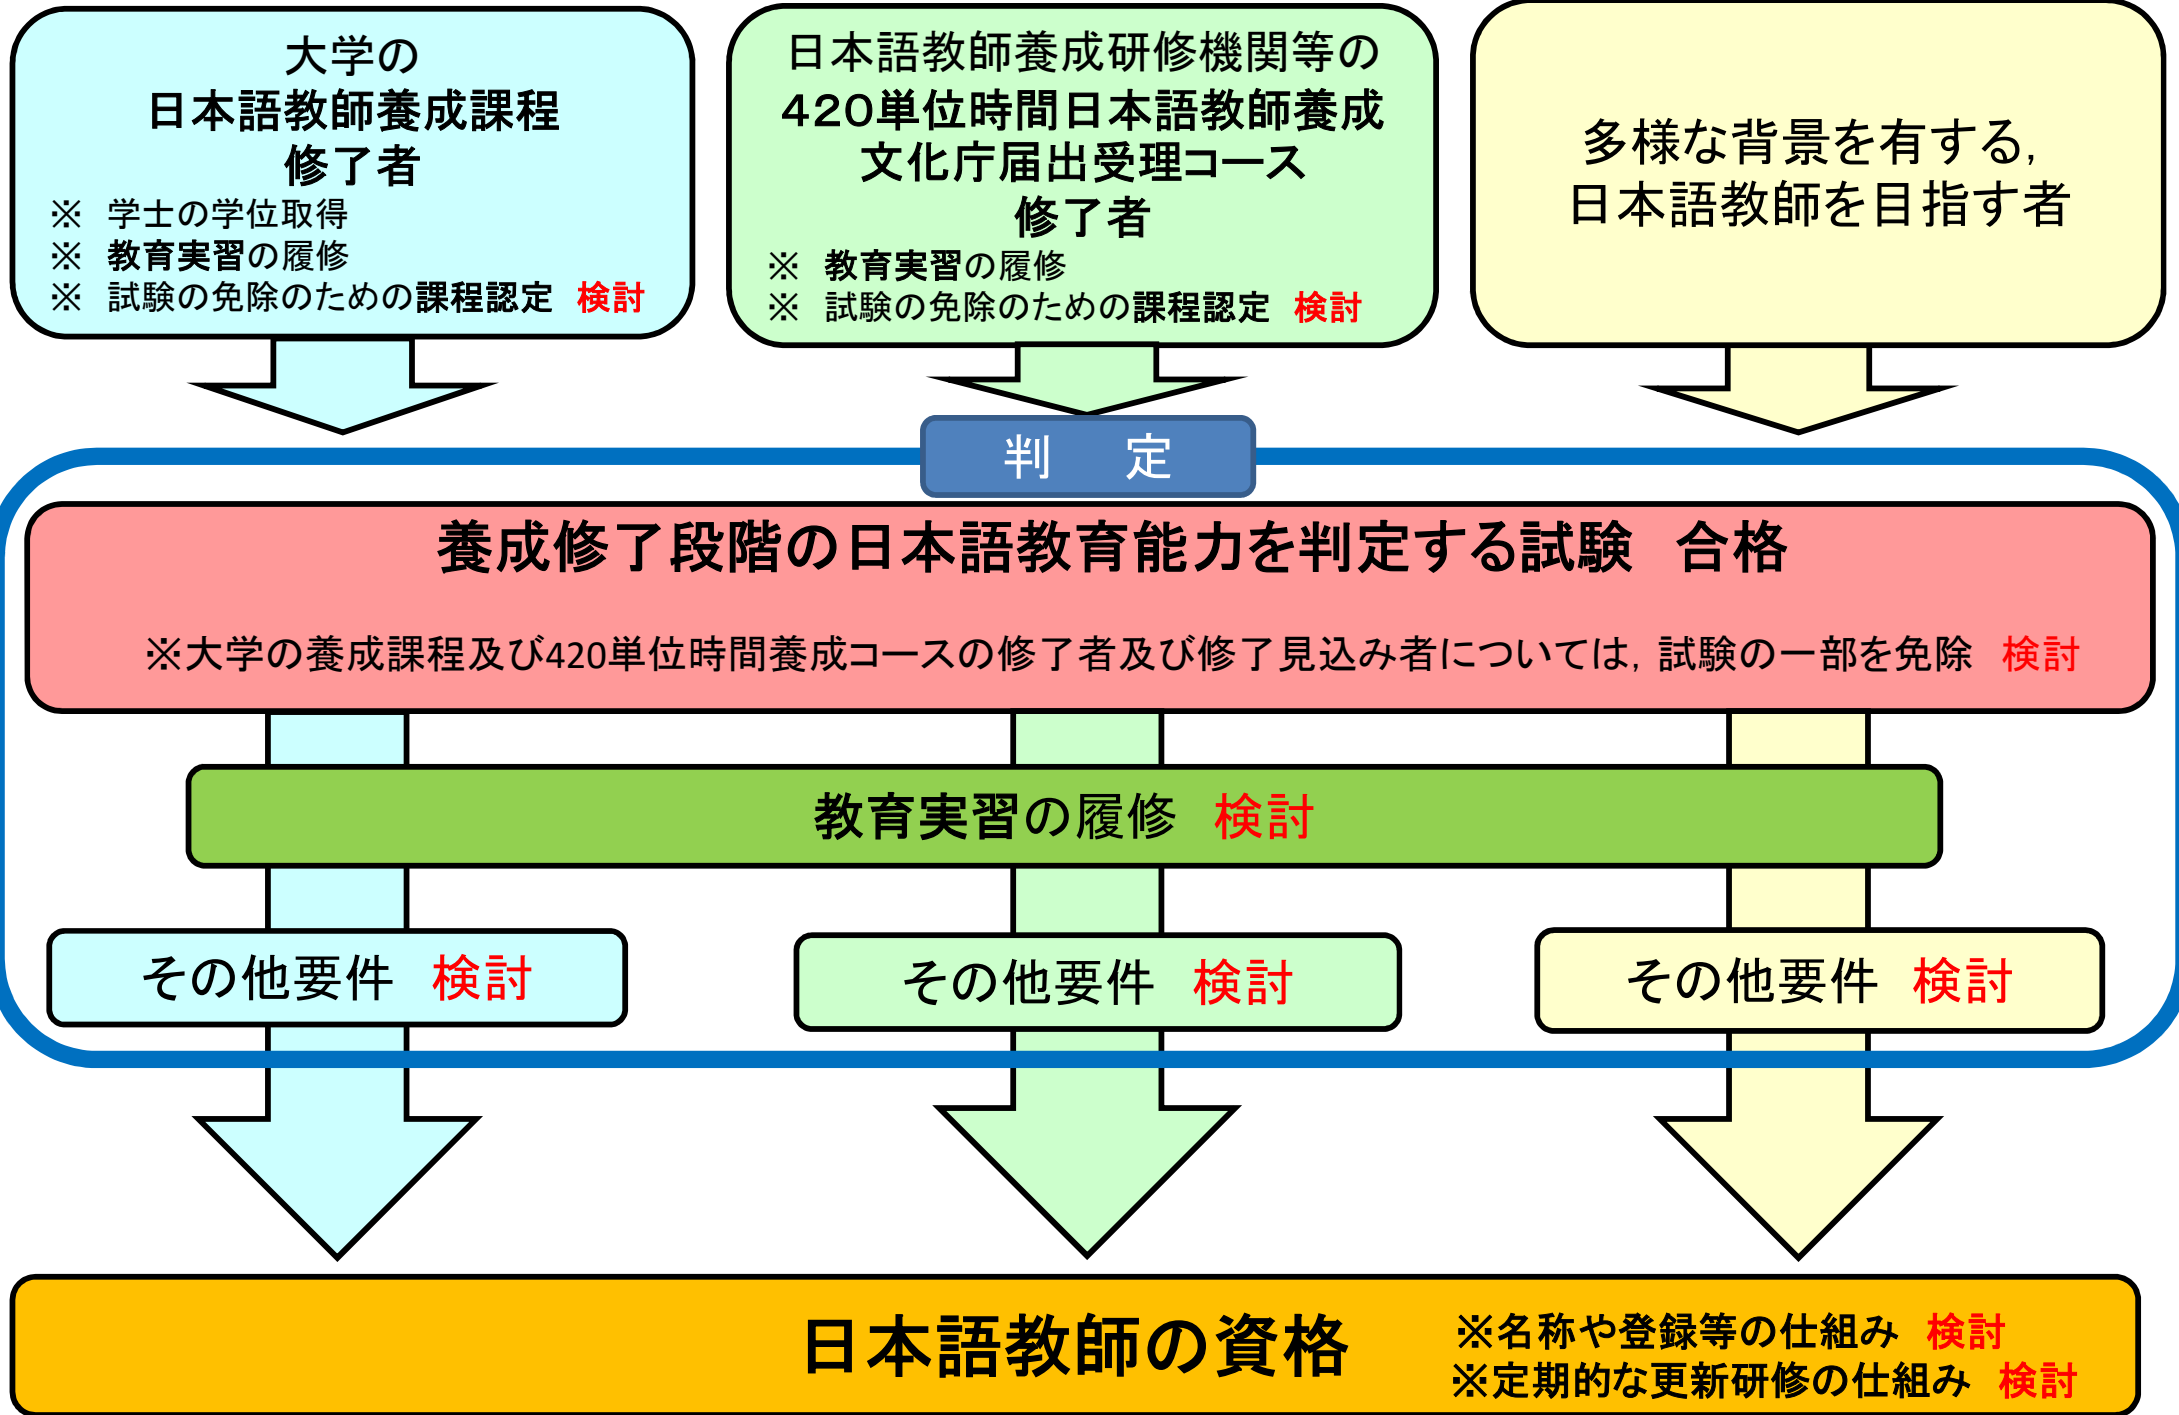 大学の
日本語教師養成課程
修了者
※　学士の学位取得
※　教育実習の履修
※　試験の免除のための課程認定　検討
日本語教師養成研修機関等の
４２０単位時間日本語教師養成
文化庁届出受理コース
修了者
※　教育実習の履修
※　試験の免除のための課程認定　検討
多様な背景を有する，
日本語教師を目指す者
判　定
養成修了段階の日本語教育能力を判定する試験　合格
※大学の養成課程及び420単位時間養成コースの修了者及び修了見込み者については，試験の一部を免除　検討
教育実習の履修　検討
その他要件　検討
その他要件　検討
その他要件　検討
日本語教師の資格
※名称や登録等の仕組み　検討
※定期的な更新研修の仕組み　検討